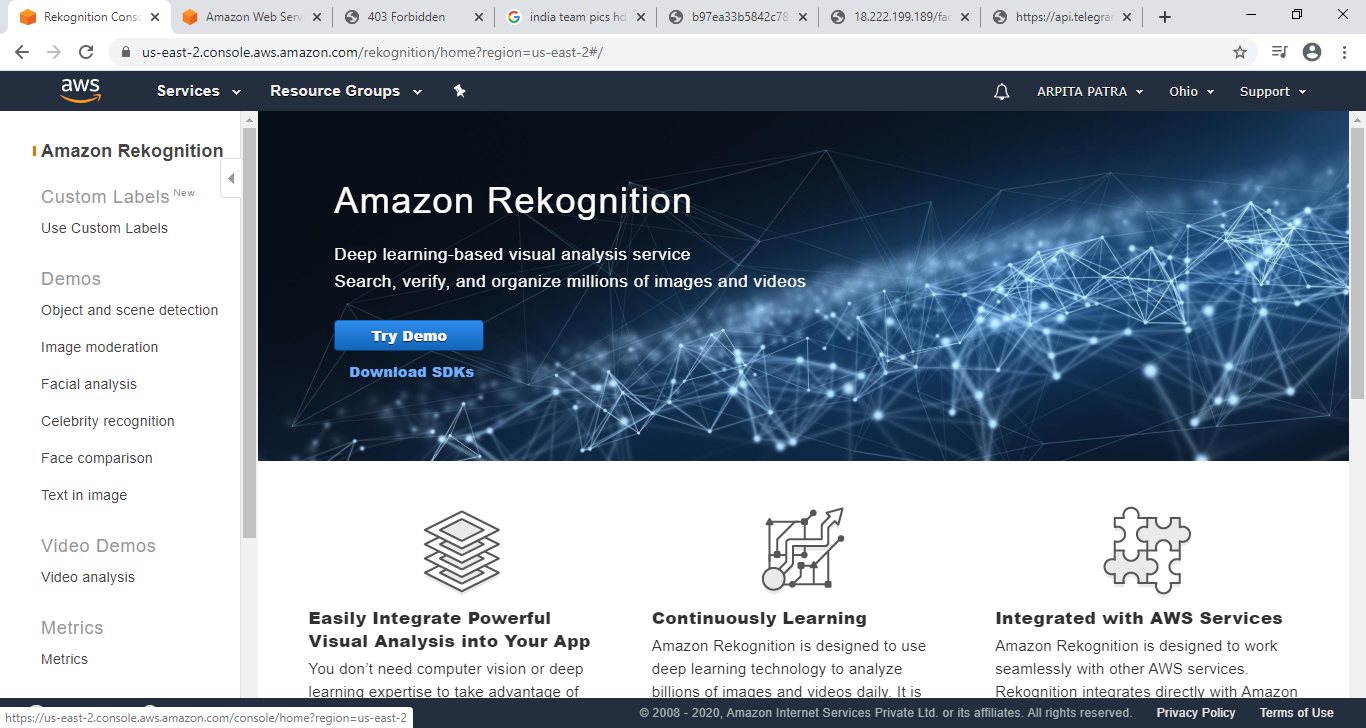 Rekognition Conso
Amazon Web Serv
403 Forbidden
india team pics hd
b97ea33b5842c78
18.222.199.189/fac
https://api.telegra
us-east-2.console.aws.amazon.com/rekognition/home?region=us-east-2#/
aws
Services
Resource Groups
ARPITA PATRA
Ohio
Support
Amazon Rekognition
Custom Labels New
Use Custom Labels
Demos
Object and scene detection
Image moderation
Facial analysis
Celebrity recognition
Face comparison
Text in image
Video Demos
Video analysis
Metrics
Metrics
Amazon Rekognition
Deep learning-based visual analysis service
Search, verify, and organize millions of images and videos
Try Demo
Download SDKs
Easily Integrate Powerful
Visual Analysis into Your App
You don’t need computer vision or deep
learning expertise to take advantage of
Continuously Learning
Amazon Rekognition is designed to use
deep learning technology to analyze
billions of images and videos daily. It is
Integrated with AWS Services
Amazon Rekognition is designed to work
seamlessly with other AWS services.
Rekognition integrates directly with Amazon
https://us-east-2.console.aws.amazon.com/console/home?region=us-east-2
© 2008 - 2020, Amazon Internet Services Private Ltd. or its affiliates. All rights reserved.
Privacy Policy
Terms of Use